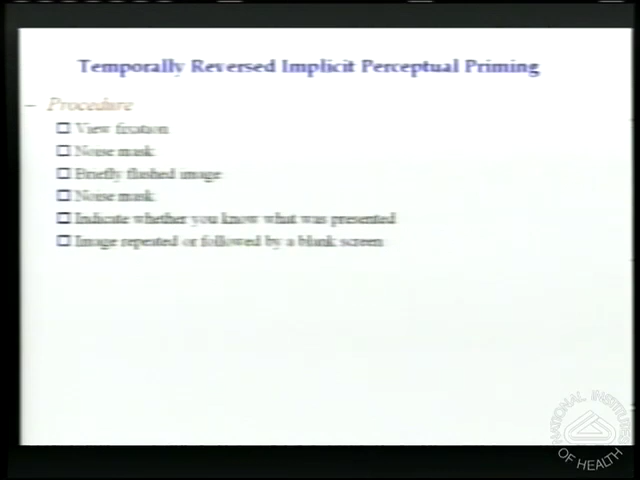 Temporally Reversed Implicit Perceptual Priming
– Procedure
View fixation
Noise mask
Briefly flashed image
Noise mask
Indicate whether you know what was presented
Image repeated or followed by a blank screen
NATIONAL INSTITUTES
OF HEALTH